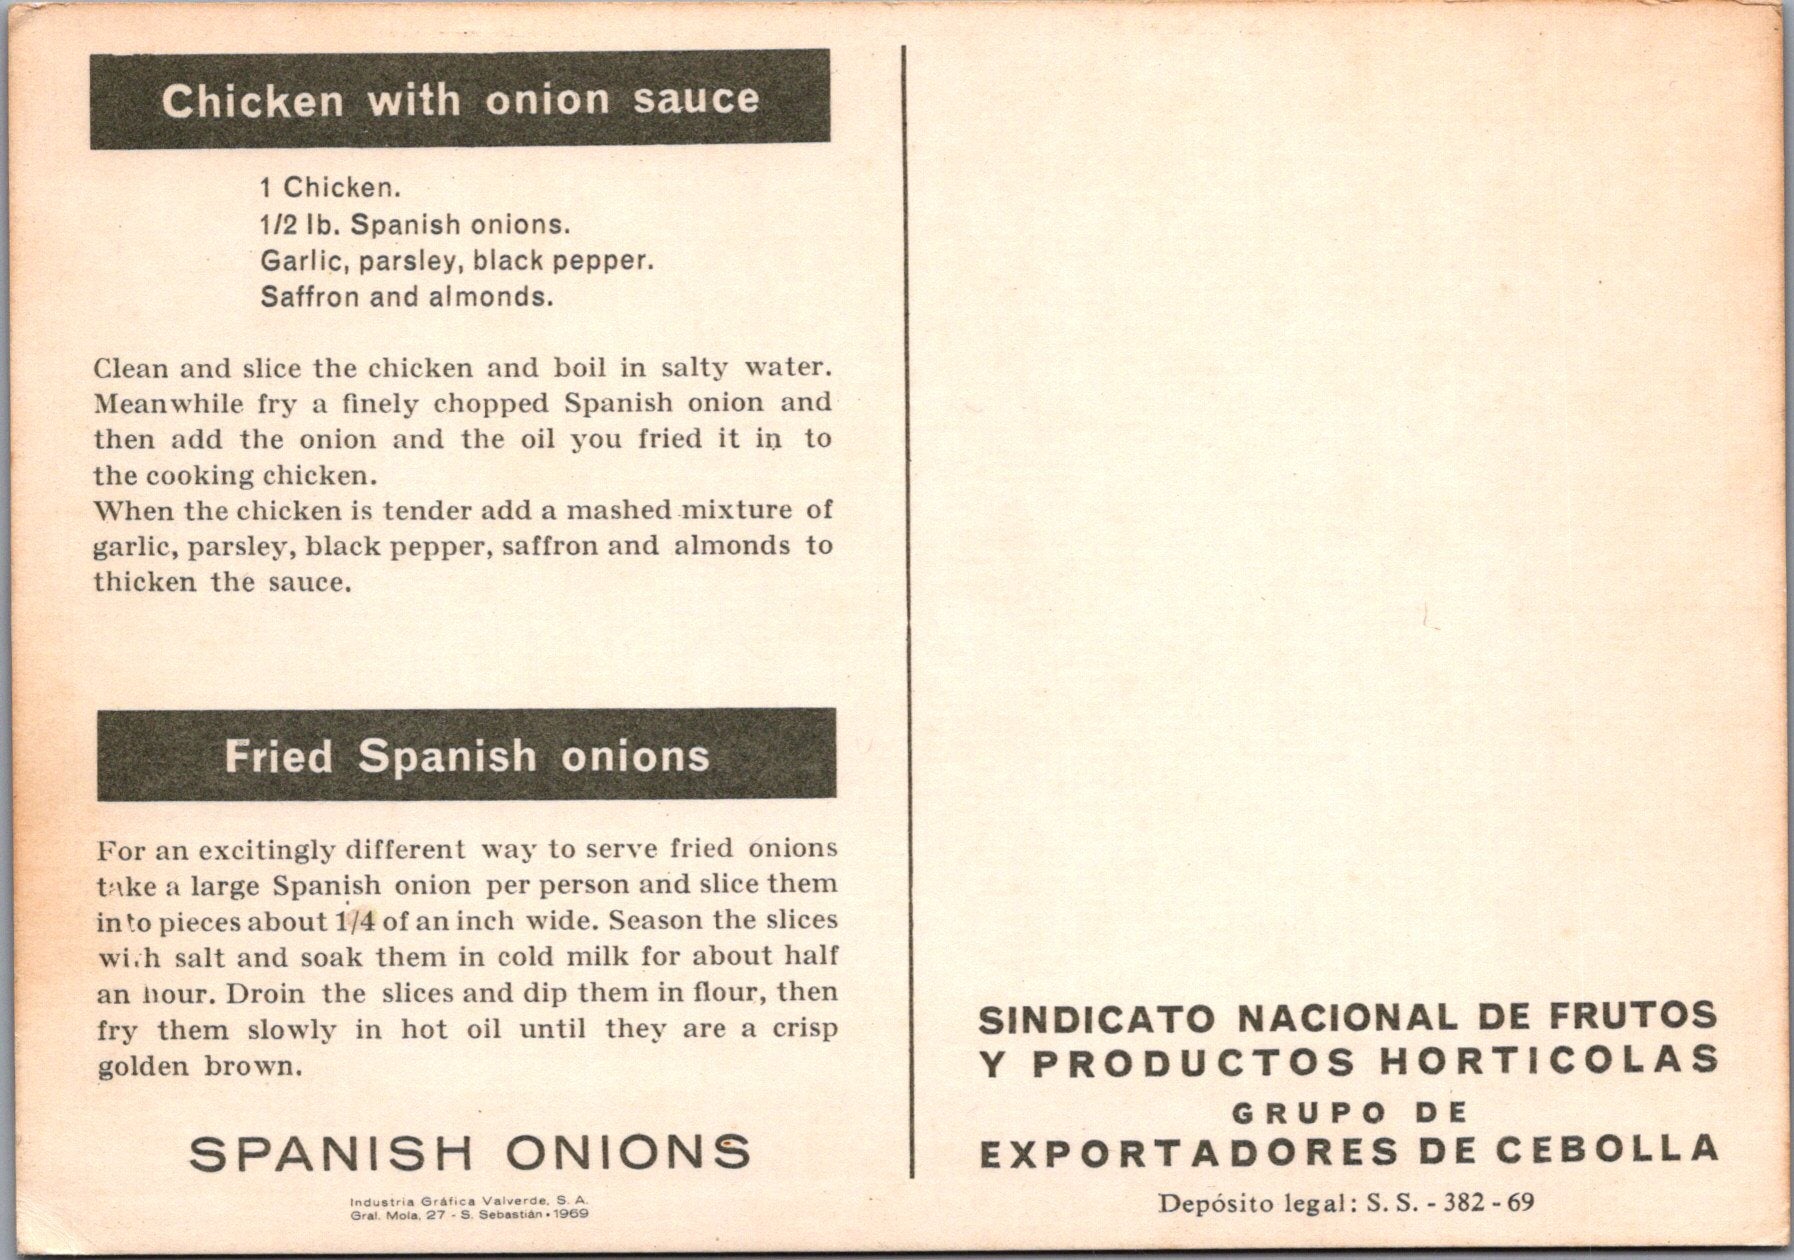 Chicken with onion sauce
1 Chicken.
1/2 lb. Spanish onions.
Garlic, parsley, black pepper.
Saffron and almonds.
Clean and slice the chicken and boil in salty water.
Meanwhile fry a finely chopped Spanish onion and
then add the onion and the oil you fried it in to
the cooking chicken.
When the chicken is tender add a mashed mixture of
garlic, parsley, black pepper, saffron and almonds to
thicken the sauce.
Fried Spanish onions
For an excitingly different way to serve fried onions
take a large Spanish onion per person and slice them
into pieces about 1/4 of an inch wide. Season the slices
with salt and soak them in cold milk for about half
an hour. Droin the slices and dip them in flour, then
fry them slowly in hot oil until they are a crisp
golden brown.
SPANISH ONIONS
Industria Gráfica Valverde, S. A.
Gral. Mola, 27 - S. Sebastián • 1969
SINDICATO NACIONAL DE FRUTOS
Y PRODUCTOS HORTICOLAS
GRUPO DE
EXPORTADORES DE CEBOLLA
Depósito legal: S. S. - 382 - 69